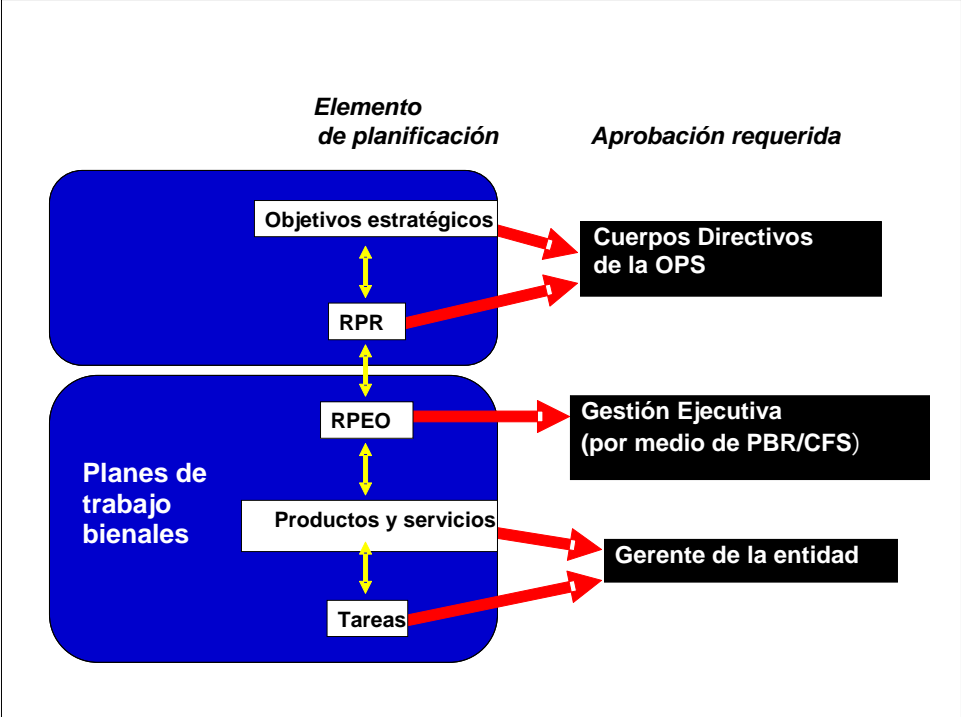 Elemento
de planificación
Aprobación requerida
Objetivos estratégicos
Cuerpos Directivos
de la OPS
RPR
RPEO
Gestión Ejecutiva
(por medio de PBR/CFS)
Planes de
trabajo
bienales
Productos y servicios
Gerente de la entidad
Tareas